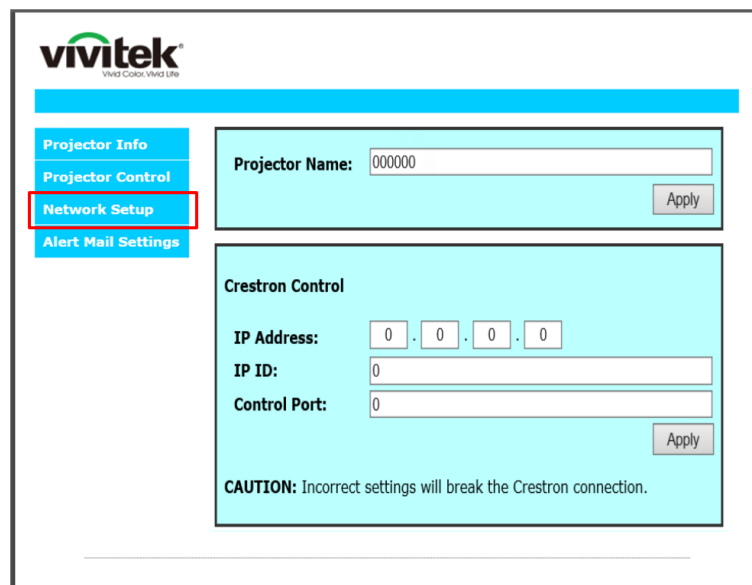 vivitek
Vivid Color, Vivid Life
Projector Info
Projector Control
Network Setup
Alert Mail Settings
Projector Name: 000000
Apply
Crestron Control
IP Address: 0 . 0 . 0 . 0
IP ID: 0
Control Port: 0
Apply
CAUTION: Incorrect settings will break the Crestron connection.